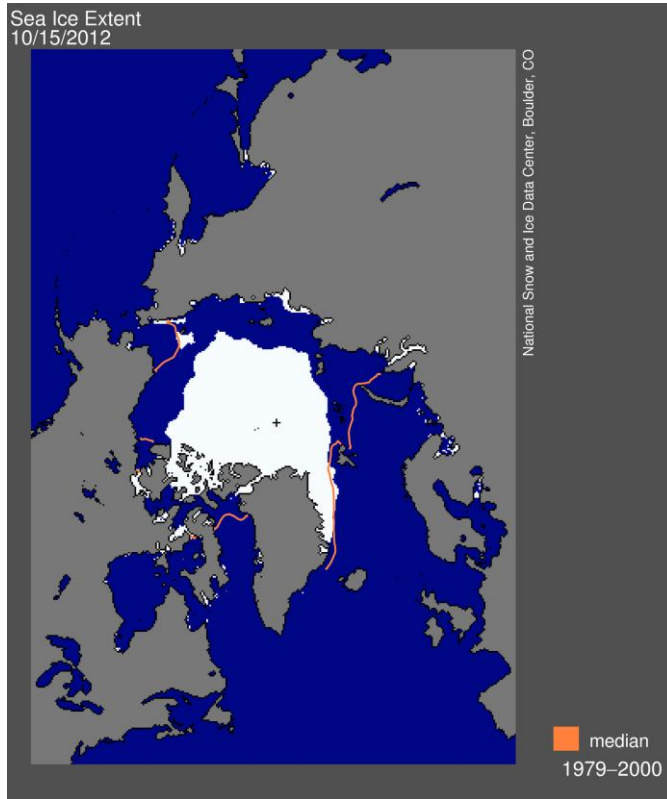 Sea Ice Extent
10/15/2012
National Snow and Ice Data Center, Boulder, CO
median
1979–2000